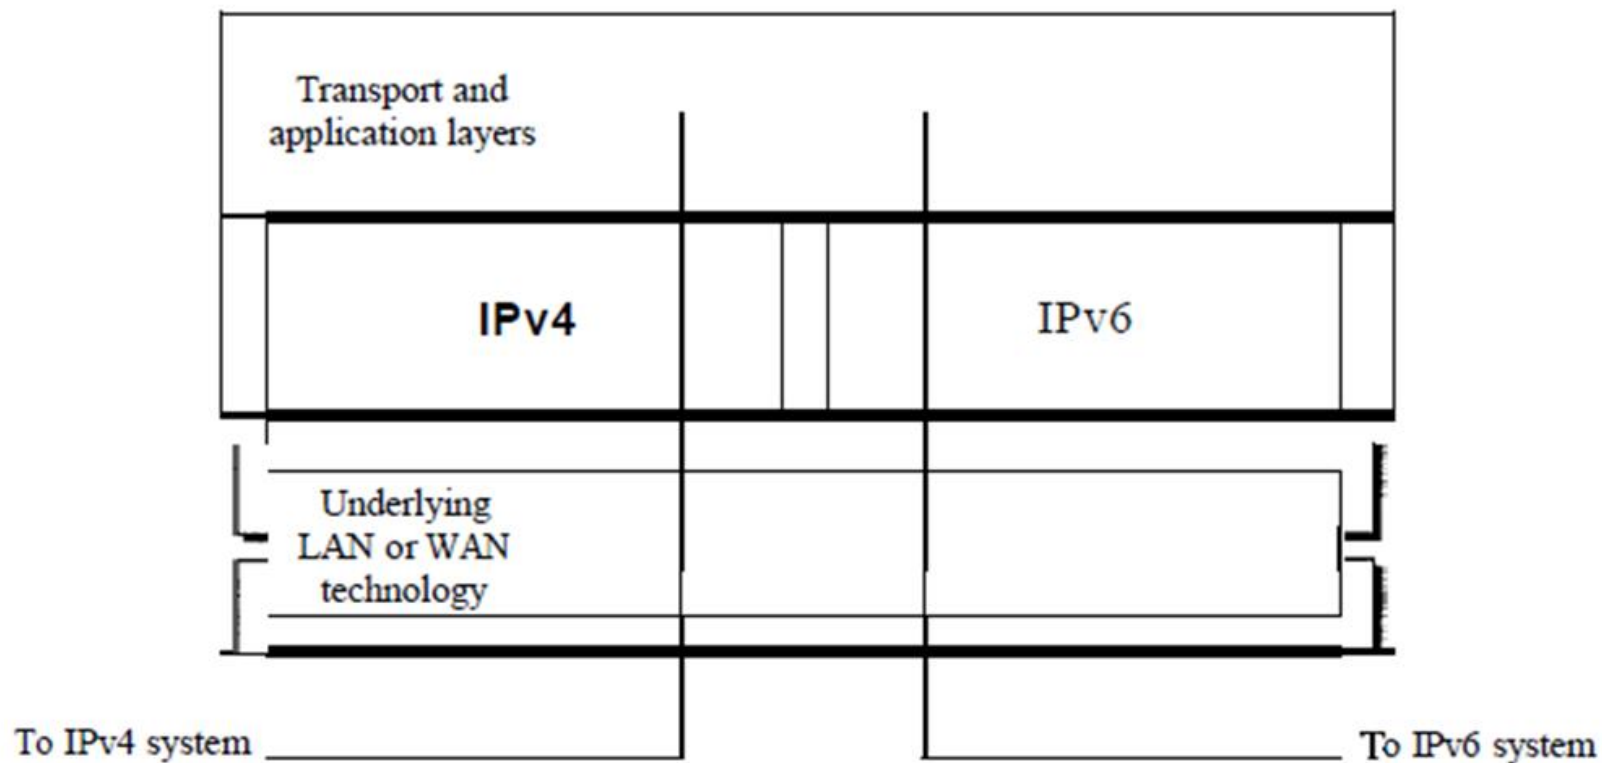 Transport and
application layers
IPv4
IPv6
Underlying
LAN or WAN
technology
To IPv4 system
To IPv6 system